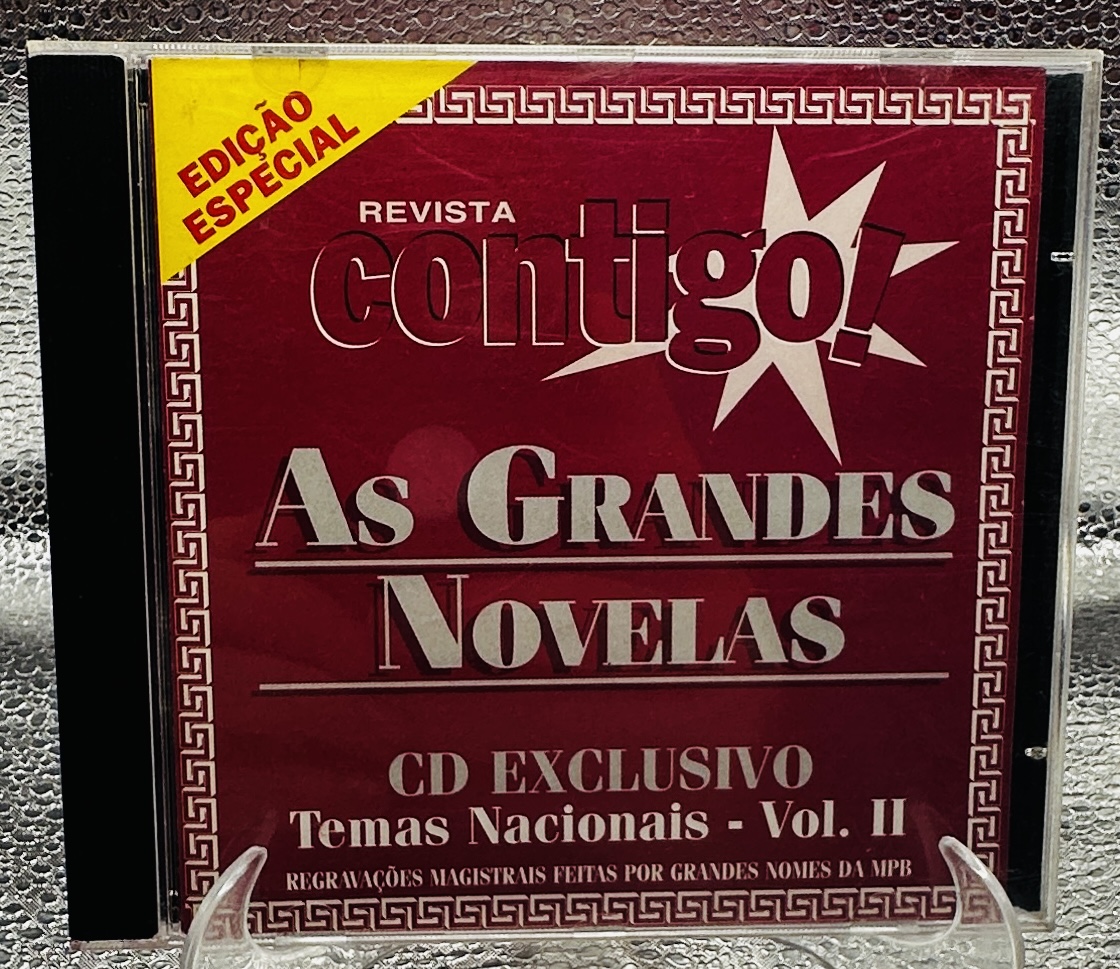 EDIÇÃO
ESPECIAL
REVISTA
contigo!
AS GRANDES
NOVELAS
CD EXCLUSIVO
Temas Nacionais - Vol. II
REGRAVAÇÕES MAGISTRAIS FEITAS POR GRANDES NOMES DA MPB